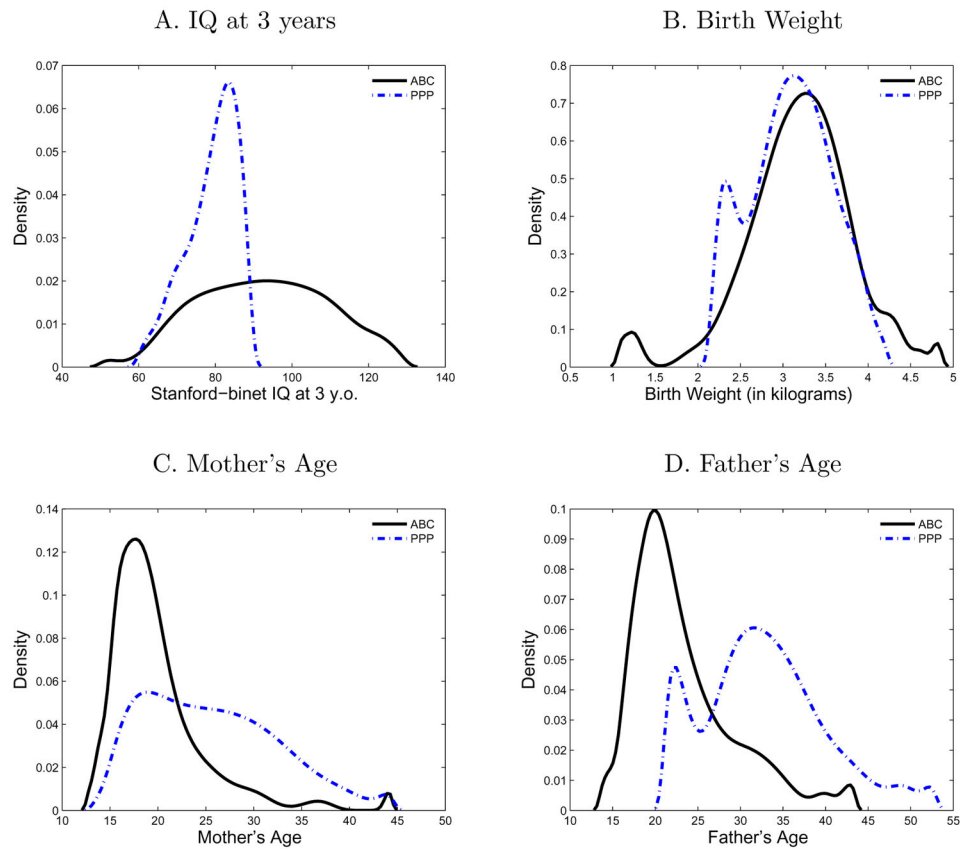 A. IQ at 3 years
0.07
0.06
0.05
0.04
0.03
0.02
0.01
0
Density
ABC
PPP
40 60 80 100 120 140
Stanford−binet IQ at 3 y.o.
B. Birth Weight
0.8
0.7
0.6
0.5
0.4
0.3
0.2
0.1
0
Density
ABC
PPP
0.5 1 1.5 2 2.5 3 3.5 4 4.5 5
Birth Weight (in kilograms)
C. Mother's Age
0.14
0.12
0.1
0.08
0.06
0.04
0.02
0
Density
ABC
PPP
10 15 20 25 30 35 40 45 50
Mother's Age
D. Father's Age
0.1
0.09
0.08
0.07
0.06
0.05
0.04
0.03
0.02
0.01
0
Density
ABC
PPP
10 15 20 25 30 35 40 45 50 55
Father's Age